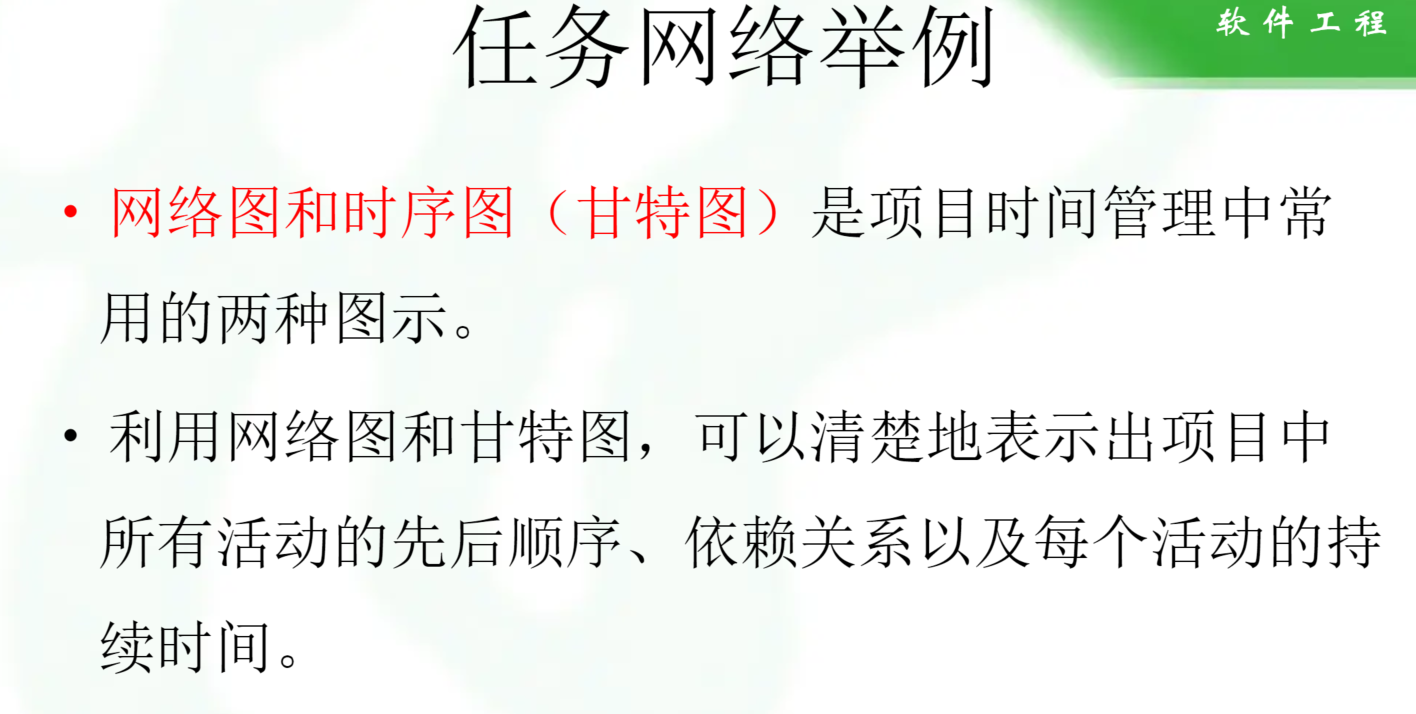 软件工程
任务网络举例
• 网络图和时序图（甘特图）是项目时间管理中常
用的两种图示。
• 利用网络图和甘特图，可以清楚地表示出项目中
所有活动的先后顺序、依赖关系以及每个活动的持
续时间。